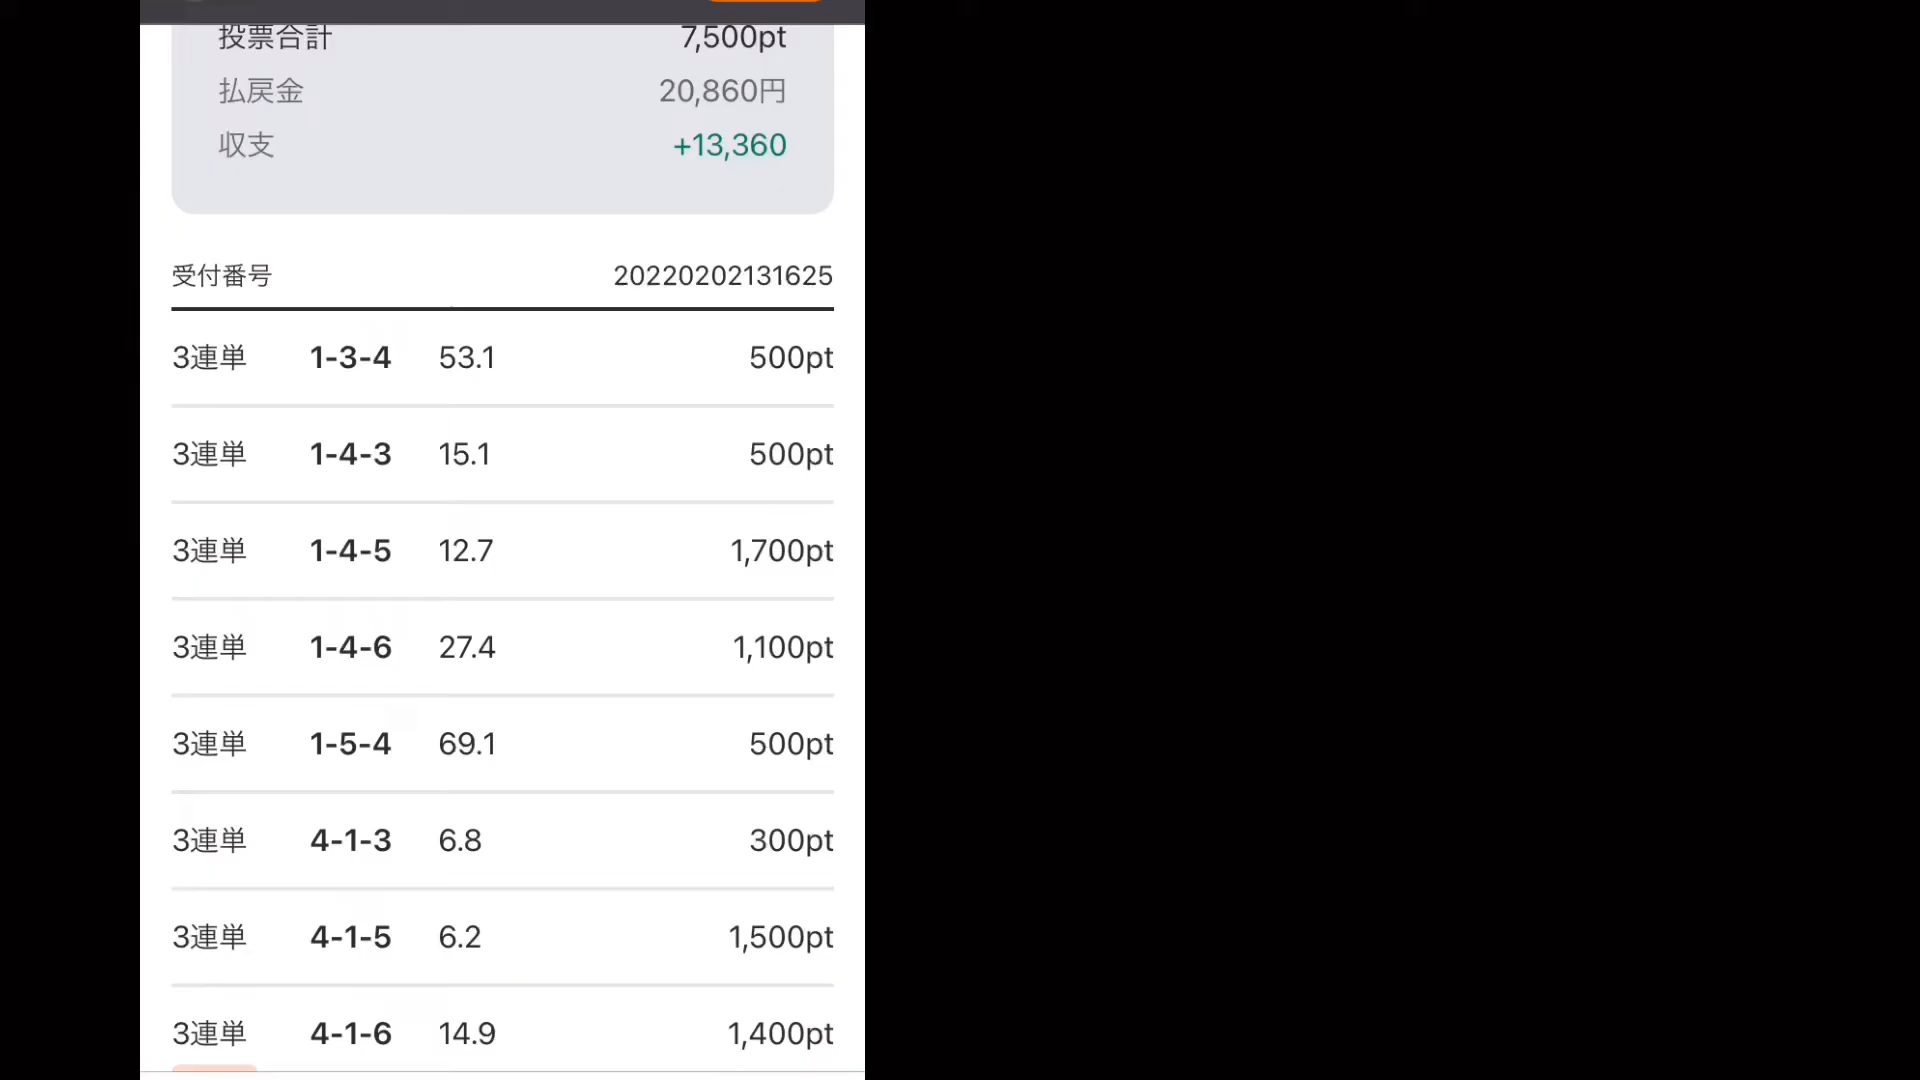 投票合計 7,500pt
払戻金 20,860円
収支 +13,360
受付番号 20220202131625
3連単 1-3-4 53.1 500pt
3連単 1-4-3 15.1 500pt
3連単 1-4-5 12.7 1,700pt
3連単 1-4-6 27.4 1,100pt
3連単 1-5-4 69.1 500pt
3連単 4-1-3 6.8 300pt
3連単 4-1-5 6.2 1,500pt
3連単 4-1-6 14.9 1,400pt